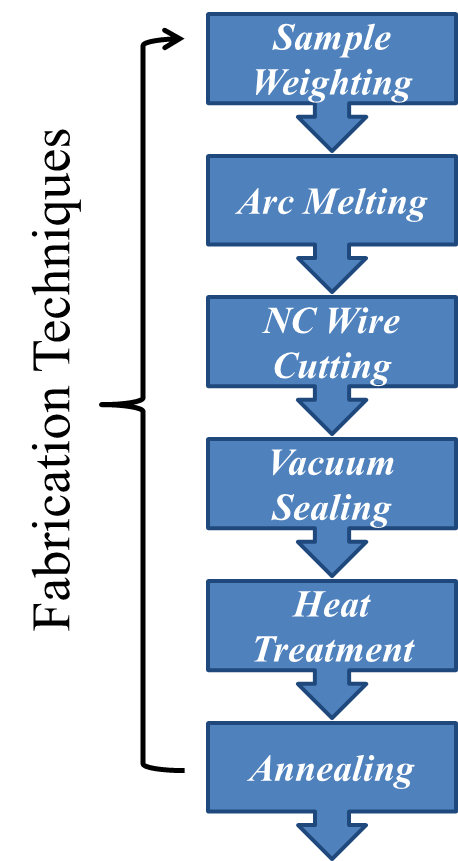 Fabrication Techniques
Sample
Weighting
Arc Melting
NC Wire
Cutting
Vacuum
Sealing
Heat
Treatment
Annealing